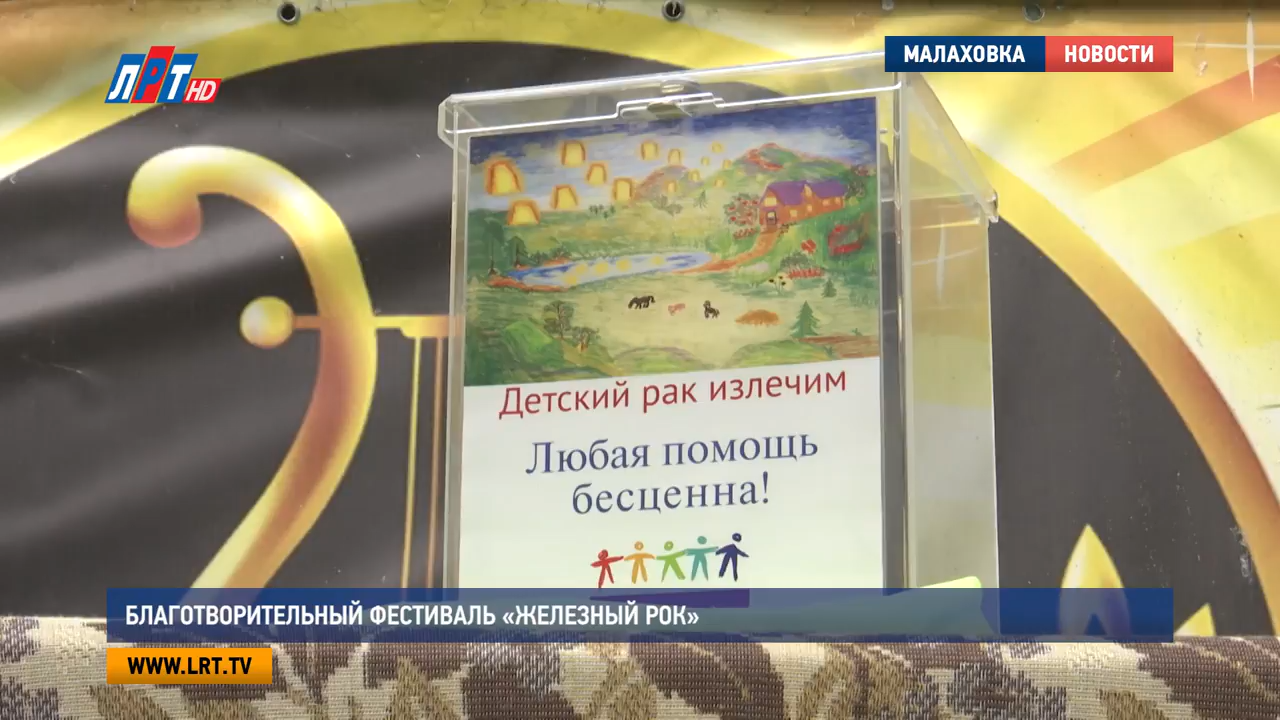 ЛРТ HD
МАЛАХОВКА НОВОСТИ
Детский рак излечим
Любая помощь
бесценна!
БЛАГОТВОРИТЕЛЬНЫЙ ФЕСТИВАЛЬ «ЖЕЛЕЗНЫЙ РОК»
WWW.LRT.TV